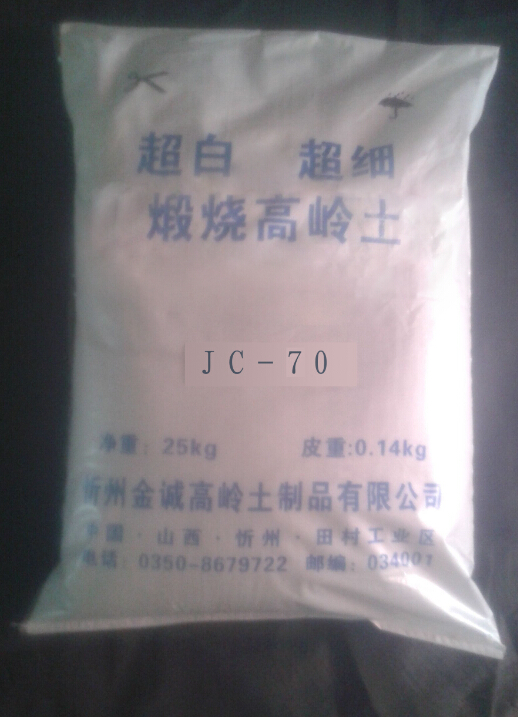 超白 超细
煅烧高岭土
JC-70
净重: 25kg 皮重:0.14kg
忻州金诚高岭土制品有限公司
中国·山西·忻州·田村工业区
电话: 0350-8679722 邮编: 034001